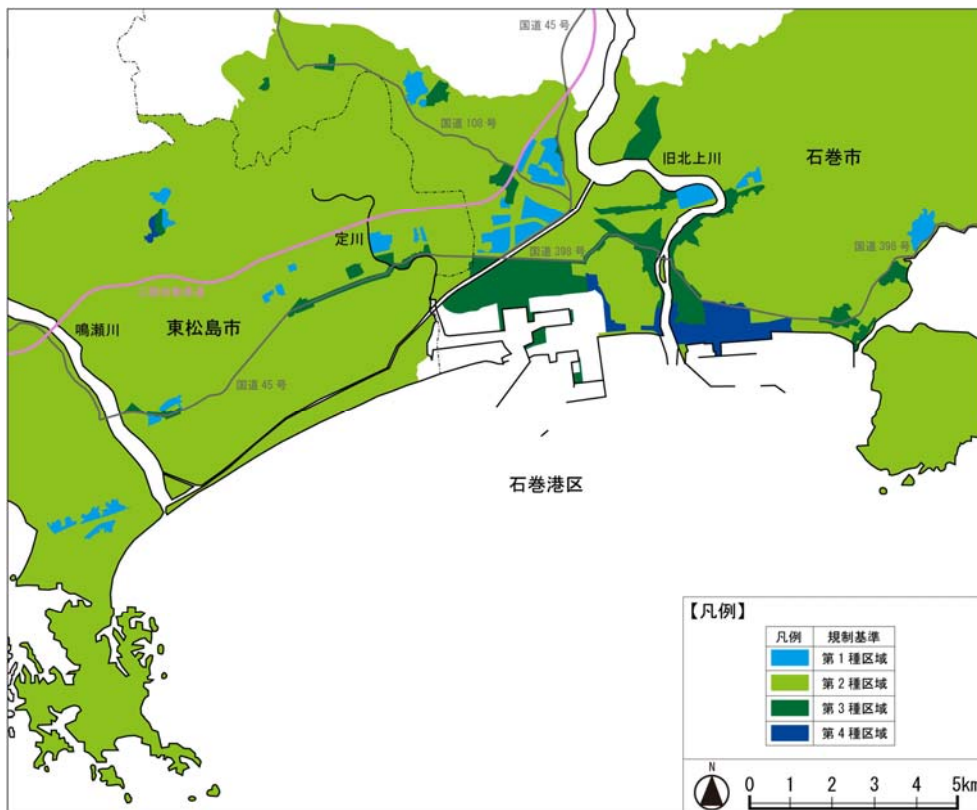 国道 45 号
国道 108 号
旧北上川
石巻市
定川
国道 398 号
国道 398 号
東松島市
鳴瀬川
国道 45 号
石巻港区
【凡例】
凡例 規制基準
第 1 種区域
第 2 種区域
第 3 種区域
第 4 種区域
N
0 1 2 3 4 5km